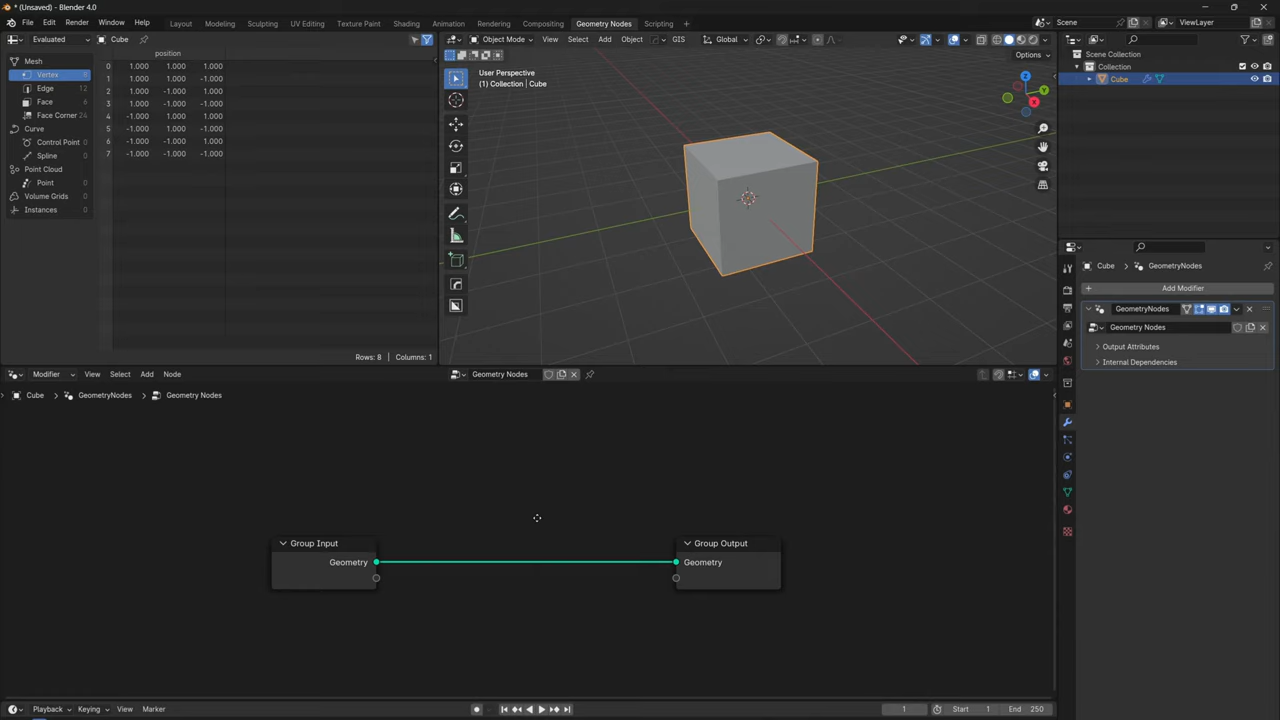 * (Unsaved) - Blender 4.0
File Edit Render Window Help Layout Modeling Sculpting UV Editing Texture Paint Shading Animation Rendering Compositing Geometry Nodes Scripting + Scene ViewLayer
Evaluated Cube Object Mode View Select Add Object GIS Global
Options
position
Mesh
Vertex 8
Edge 12
Face 6
Face Corner 24
Curve
Control Point 0
Spline 0
Point Cloud
Point 0
Volume Grids 0
Instances 0
0 1.000 1.000 1.000
1 1.000 1.000 -1.000
2 1.000 -1.000 1.000
3 1.000 -1.000 -1.000
4 -1.000 1.000 1.000
5 -1.000 1.000 -1.000
6 -1.000 -1.000 1.000
7 -1.000 -1.000 -1.000
Rows: 8 | Columns: 1
User Perspective
(1) Collection | Cube
Z
Y
X
Scene Collection
Collection
Cube
Cube GeometryNodes
+ Add Modifier
GeometryNodes
Geometry Nodes
Output Attributes
Internal Dependencies
Modifier View Select Add Node Geometry Nodes
Cube GeometryNodes Geometry Nodes
Group Input
Geometry
Group Output
Geometry
Playback Keying View Marker 1 Start 1 End 250